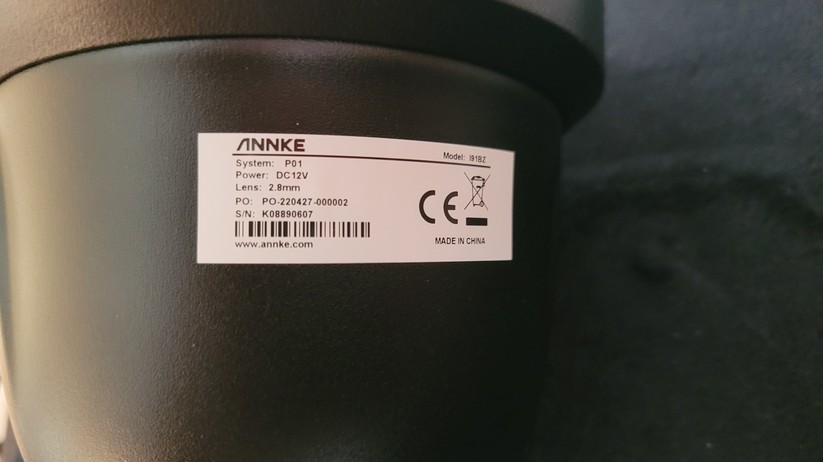 ANNKE
Model: I91BZ
System: P01
Power: DC12V
Lens: 2.8mm
PO: PO-220427-000002
S/N: K08890607
www.annke.com
CE
MADE IN CHINA